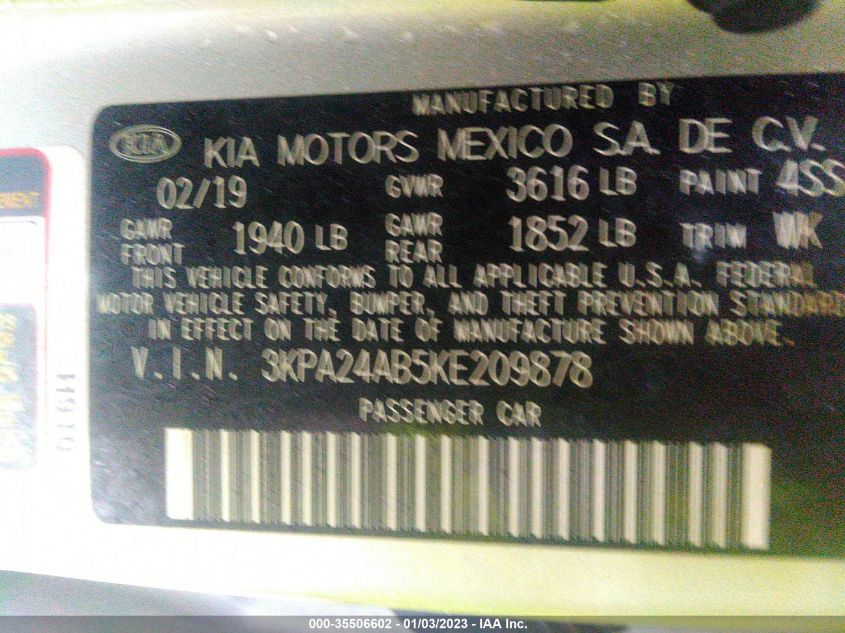 MANUFACTURED BY
KIA KIA MOTORS MEXICO S.A. DE C.V.
02/19 GVWR 3616 LB PAINT 4SS
GAWR FRONT 1940 LB GAWR REAR 1852 LB TRIM WK
THIS VEHICLE CONFORMS TO ALL APPLICABLE U.S.A. FEDERAL
MOTOR VEHICLE SAFETY, BUMPER, AND THEFT PREVENTION STANDARD
IN EFFECT ON THE DATE OF MANUFACTURE SHOWN ABOVE.
V.I.N. 3KPA24AB5KE209878
PASSENGER CAR
000-35506602 - 01/03/2023 - IAA Inc.